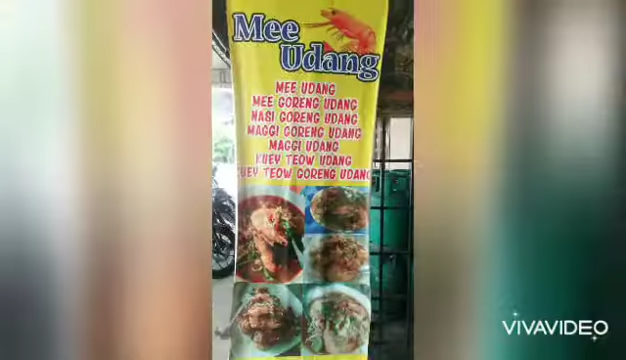 Mee
Udang
MEE UDANG
MEE GORENG UDANG
NASI GORENG UDANG
MAGGI GORENG UDANG
MAGGI UDANG
KUEY TEOW UDANG
KUEY TEOW GORENG UDANG
VIVAVIDEO